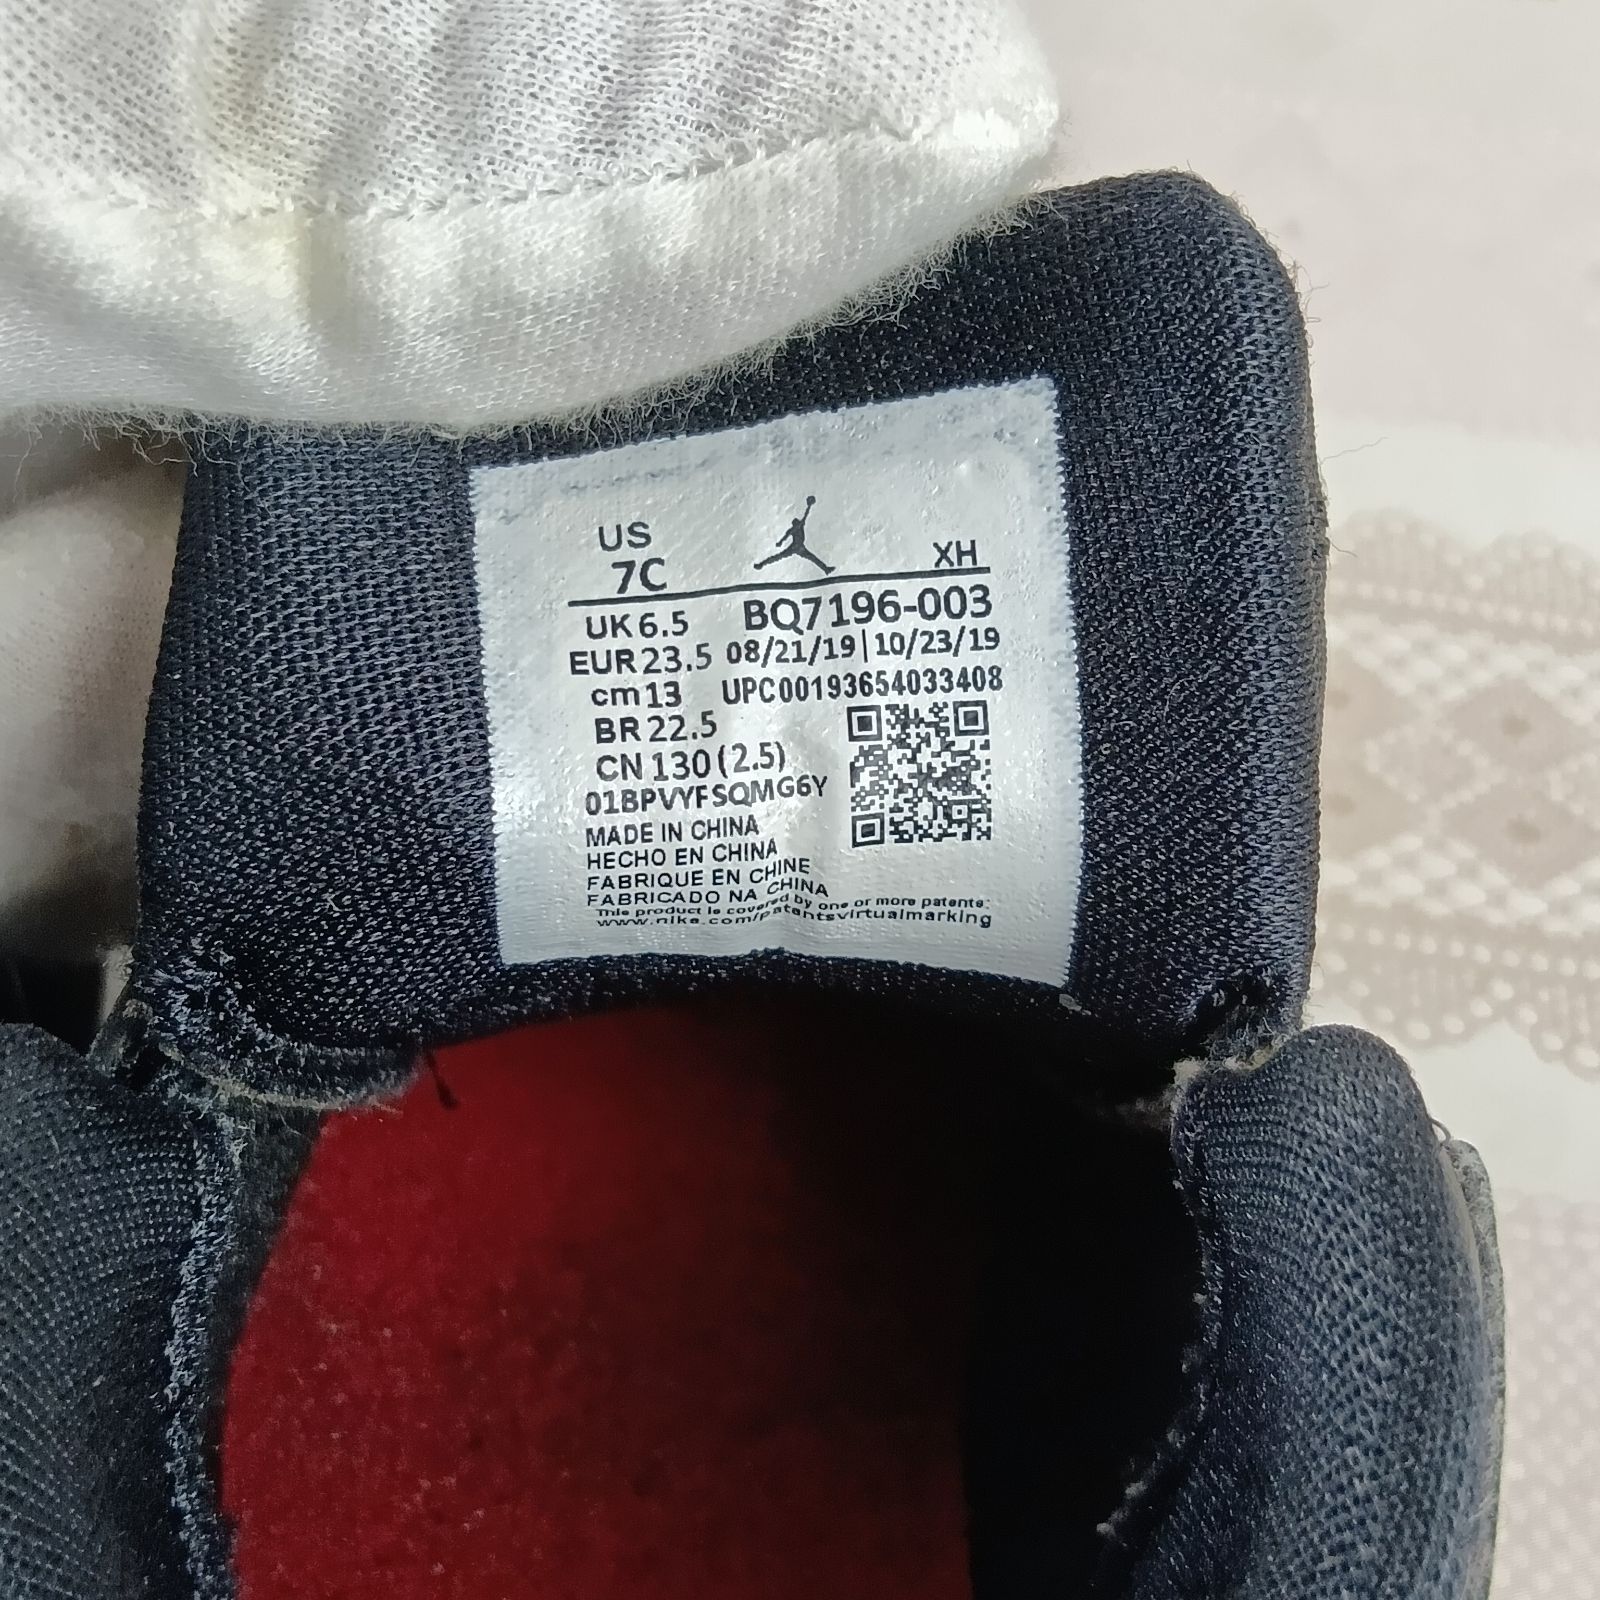 US
7C
XH
UK 6.5
BQ7196-003
EUR 23.5
08/21/19|10/23/19
cm 13
UPC00193654033408
BR 22.5
CN 130 (2.5)
01BPVYFSQMG6Y
MADE IN CHINA
HECHO EN CHINA
FABRIQUE EN CHINE
FABRICADO NA CHINA
This product is covered by one or more patents:
www.nike.com/patentsvirtualmarking